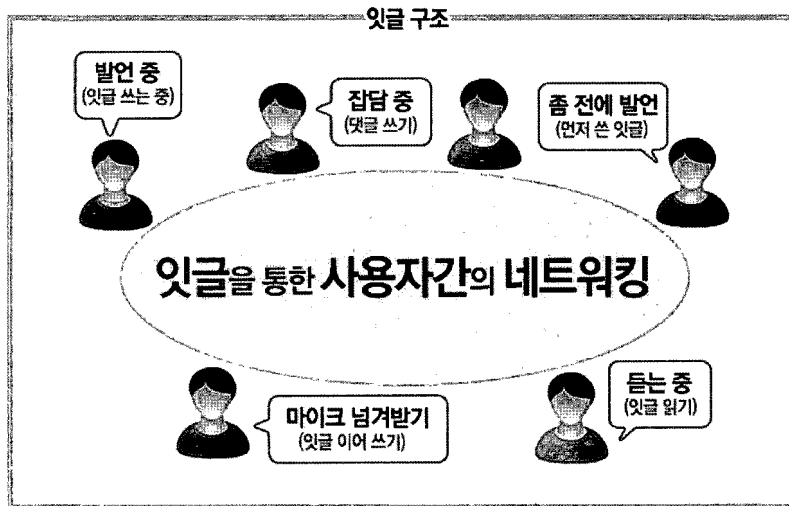 잇글 구조
발언 중
(잇글 쓰는 중)
잡담 중
(댓글 쓰기)
좀 전에 발언
(먼저 쓴 잇글)
잇글을 통한 사용자간의 네트워킹
마이크 넘겨받기
(잇글 이어 쓰기)
듣는 중
(잇글 읽기)